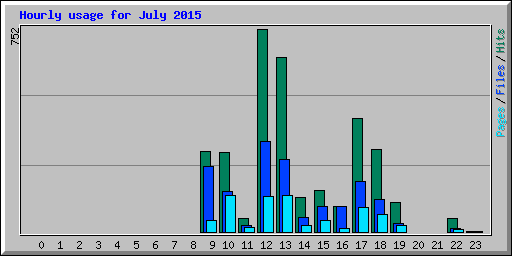 Hourly usage for July 2015
752
Pages/Files/Hits
0 1 2 3 4 5 6 7 8 9 10 11 12 13 14 15 16 17 18 19 20 21 22 23